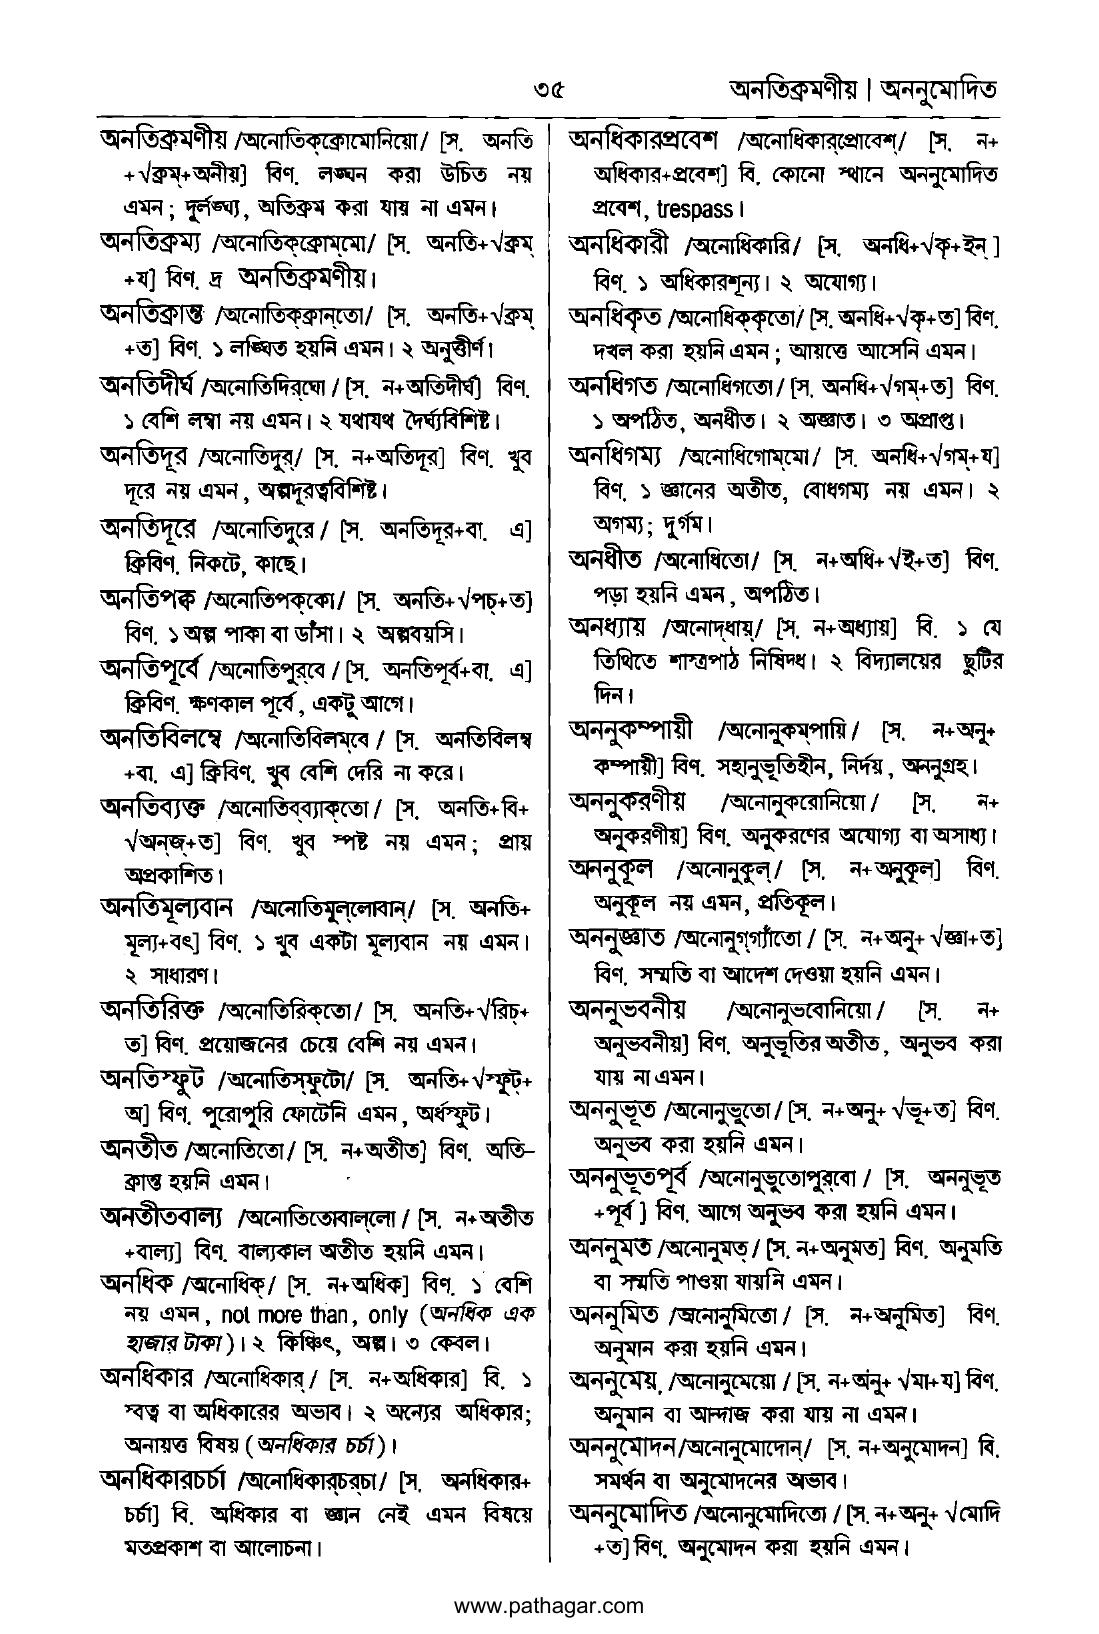 ৩৫
অনতিক্রমণীয় | অননুমোদিত
অনতিক্রমণীয় /অনোতিক্‌ক্রোমোনিয়ো/ [স. অনতি
+√ক্রম্‌+অনীয়] বিণ. লঙ্ঘন করা উচিত নয়
এমন ; দুর্লঙ্ঘ্য, অতিক্রম করা যায় না এমন।
অনতিক্রম্য /অনোতিক্‌ক্রোম্‌মো/ [স. অনতি+√ক্রম্‌
+য] বিণ. দ্র অনতিক্রমণীয়।
অনতিক্রান্ত /অনোতিক্‌ক্রান্‌তো/ [স. অনতি+√ক্রম্‌
+ত] বিণ. ১ লঙ্ঘিত হয়নি এমন। ২ অনুত্তীর্ণ।
অনতিদীর্ঘ /অনোতিদির্‌ঘো/ [স. ন+অতিদীর্ঘ] বিণ.
১ বেশি লম্বা নয় এমন। ২ যথাযথ দৈর্ঘ্যবিশিষ্ট।
অনতিদূর /অনোতিদুর্‌/ [স. ন+অতিদূর] বিণ. খুব
দূরে নয় এমন, অল্পদূরত্ববিশিষ্ট।
অনতিদূরে /অনোতিদুরে/ [স. অনতিদূর+বা. এ]
ক্রিবিণ. নিকটে, কাছে।
অনতিপক্ব /অনোতিপক্‌কো/ [স. অনতি+√পচ্‌+ত]
বিণ. ১ অল্প পাকা বা ডাঁসা। ২ অল্পবয়সি।
অনতিপূর্বে /অনোতিপুর্‌বে/ [স. অনতিপূর্ব+বা. এ]
ক্রিবিণ. ক্ষণকাল পূর্বে, একটু আগে।
অনতিবিলম্বে /অনোতিবিলম্‌বে/ [স. অনতিবিলম্ব
+বা. এ] ক্রিবিণ. খুব বেশি দেরি না করে।
অনতিব্যক্ত /অনোতিব্‌ব্যাক্‌তো/ [স. অনতি+বি+
√অন্‌জ্‌+ত] বিণ. খুব স্পষ্ট নয় এমন; প্রায়
অপ্রকাশিত।
অনতিমূল্যবান /অনোতিমুল্‌লোবান্‌/ [স. অনতি+
মূল্য+বৎ] বিণ. ১ খুব একটা মূল্যবান নয় এমন।
২ সাধারণ।
অনতিরিক্ত /অনোতিরিক্‌তো/ [স. অনতি+√রিচ্‌+
ত] বিণ. প্রয়োজনের চেয়ে বেশি নয় এমন।
অনতিস্ফুট /অনোতিস্‌ফুটো/ [স. অনতি+√স্ফুট্‌+
অ] বিণ. পুরোপুরি ফোটেনি এমন, অর্ধস্ফুট।
অনতীত /অনোতিতো/ [স. ন+অতীত] বিণ. অতি–
ক্রান্ত হয়নি এমন।
অনতীতবাল্য /অনোতিতোবাল্‌লো/ [স. ন+অতীত
+বাল্য] বিণ. বাল্যকাল অতীত হয়নি এমন।
অনধিক /অনোধিক্‌/ [স. ন+অধিক] বিণ. ১ বেশি
নয় এমন, not more than, only (অনধিক এক
হাজার টাকা)। ২ কিঞ্চিৎ, অল্প। ৩ কেবল।
অনধিকার /অনোধিকার্‌/ [স. ন+অধিকার] বি. ১
স্বত্ব বা অধিকারের অভাব। ২ অন্যের অধিকার;
অনায়ত্ত বিষয় (অনধিকার চর্চা)।
অনধিকারচর্চা /অনোধিকার্‌চর্‌চা/ [স. অনধিকার+
চর্চা] বি. অধিকার বা জ্ঞান নেই এমন বিষয়ে
মতপ্রকাশ বা আলোচনা।
অনধিকারপ্রবেশ /অনোধিকার্‌প্রোবেশ্‌/ [স. ন+
অধিকার+প্রবেশ] বি. কোনো স্থানে অননুমোদিত
প্রবেশ, trespass।
অনধিকারী /অনোধিকারি/ [স. অনধি+√কৃ+ইন্‌]
বিণ. ১ অধিকারশূন্য। ২ অযোগ্য।
অনধিকৃত /অনোধিক্‌কৃতো/ [স. অনধি+√কৃ+ত] বিণ.
দখল করা হয়নি এমন ; আয়ত্তে আসেনি এমন।
অনধিগত /অনোধিগতো/ [স. অনধি+√গম্‌+ত] বিণ.
১ অপঠিত, অনধীত। ২ অজ্ঞাত। ৩ অপ্রাপ্ত।
অনধিগম্য /অনোধিগোম্‌মো/ [স. অনধি+√গম্‌+য]
বিণ. ১ জ্ঞানের অতীত, বোধগম্য নয় এমন। ২
অগম্য; দুর্গম।
অনধীত /অনোধিতো/ [স. ন+অধি+√ই+ত] বিণ.
পড়া হয়নি এমন, অপঠিত।
অনধ্যায় /অনোদ্‌ধায়্‌/ [স. ন+অধ্যায়] বি. ১ যে
তিথিতে শাস্ত্রপাঠ নিষিদ্ধ। ২ বিদ্যালয়ের ছুটির
দিন।
অননুকম্পায়ী /অনোনুকম্‌পায়ি/ [স. ন+অনু+
কম্পায়ী] বিণ. সহানুভূতিহীন, নির্দয়, অননুগ্রহ।
অননুকরণীয় /অনোনুকরোনিয়ো/ [স. ন+
অনুকরণীয়] বিণ. অনুকরণের অযোগ্য বা অসাধ্য।
অননুকূল /অনোনুকুল্‌/ [স. ন+অনুকূল] বিণ.
অনুকূল নয় এমন, প্রতিকূল।
অননুজ্ঞাত /অনোনুগ্‌গ্যাঁতো/ [স. ন+অনু+ √জ্ঞা+ত]
বিণ. সম্মতি বা আদেশ দেওয়া হয়নি এমন।
অননুভবনীয় /অনোনুভবোনিয়ো/ [স. ন+
অনুভবনীয়] বিণ. অনুভূতির অতীত, অনুভব করা
যায় না এমন।
অননুভূত /অনোনুভুতো/ [স. ন+অনু+ √ভূ+ত] বিণ.
অনুভব করা হয়নি এমন।
অননুভূতপূর্ব /অনোনুভুতোপুর্‌বো/ [স. অননুভূত
+পূর্ব] বিণ. আগে অনুভব করা হয়নি এমন।
অননুমত /অনোনুমত্‌/ [স. ন+অনুমত] বিণ. অনুমতি
বা সম্মতি পাওয়া যায়নি এমন।
অননুমিত /অনোনুমিতো/ [স. ন+অনুমিত] বিণ.
অনুমান করা হয়নি এমন।
অননুমেয় /অনোনুমেয়ো/ [স. ন+অনু+ √মা+য] বিণ.
অনুমান বা আন্দাজ করা যায় না এমন।
অননুমোদন/অনোনুমোদোন্‌/ [স. ন+অনুমোদন] বি.
সমর্থন বা অনুমোদনের অভাব।
অননুমোদিত /অনোনুমোদিতো/ [স. ন+অনু+ √মোদি
+ত] বিণ. অনুমোদন করা হয়নি এমন।
www.pathagar.com